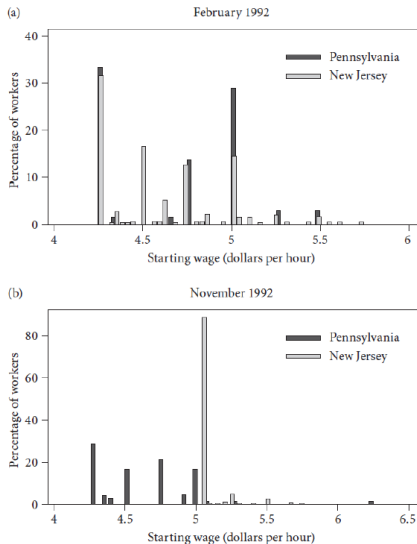 (a) February 1992
40
30
20
10
0
Percentage of workers
Pennsylvania
New Jersey
4 4.5 5 5.5 6
Starting wage (dollars per hour)
(b) November 1992
80
60
40
20
0
Percentage of workers
Pennsylvania
New Jersey
4 4.5 5 5.5 6 6.5
Starting wage (dollars per hour)